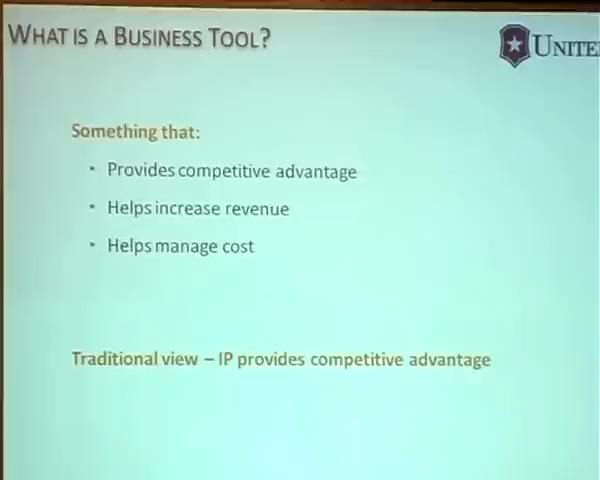 WHAT IS A BUSINESS TOOL?
Something that:
• Provides competitive advantage
• Helps increase revenue
• Helps manage cost
Traditional view – IP provides competitive advantage